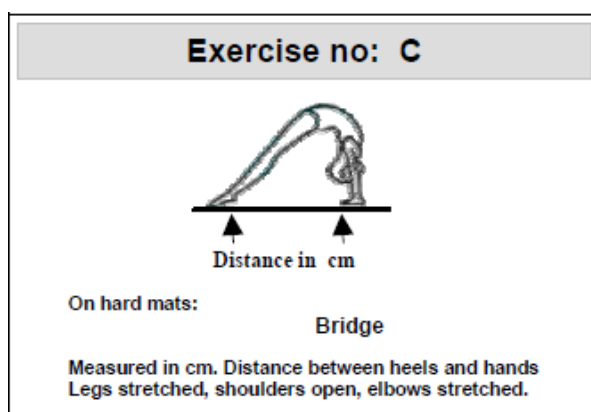 Exercise no: C
Distance in cm
On hard mats:
Bridge
Measured in cm. Distance between heels and hands
Legs stretched, shoulders open, elbows stretched.